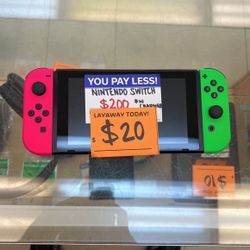 YOU PAY LESS!
NINTENDO SWITCH
$200
LAYAWAY TODAY!
$ $20